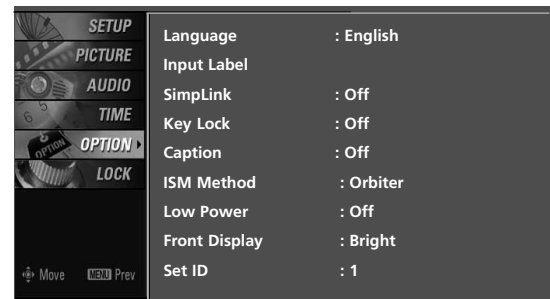 SETUP
PICTURE
AUDIO
TIME
OPTION
LOCK
Move MENU Prev
Language : English
Input Label
SimpLink : Off
Key Lock : Off
Caption : Off
ISM Method : Orbiter
Low Power : Off
Front Display : Bright
Set ID : 1